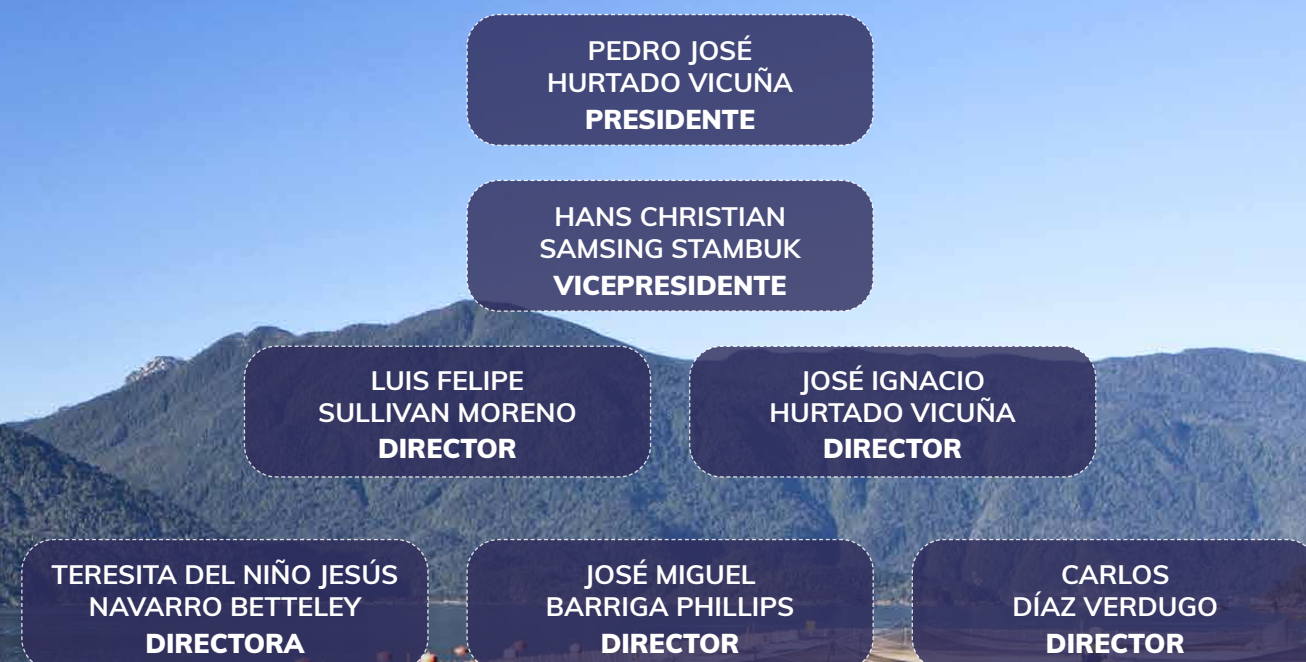 PEDRO JOSÉ
HURTADO VICUÑA
PRESIDENTE
HANS CHRISTIAN
SAMSING STAMBUK
VICEPRESIDENTE
LUIS FELIPE
SULLIVAN MORENO
DIRECTOR
JOSÉ IGNACIO
HURTADO VICUÑA
DIRECTOR
TERESITA DEL NIÑO JESÚS
NAVARRO BETTELEY
DIRECTORA
JOSÉ MIGUEL
BARRIGA PHILLIPS
DIRECTOR
CARLOS
DÍAZ VERDUGO
DIRECTOR